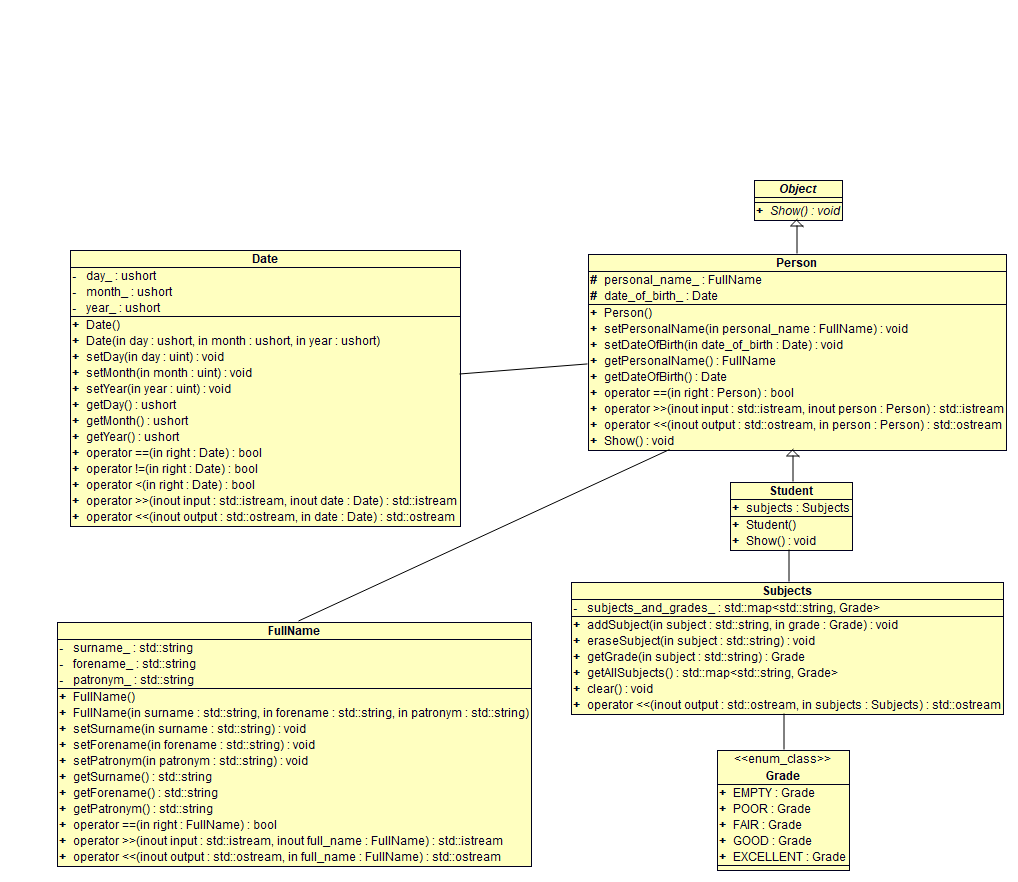 Object
+ Show() : void
Date
- day_ : ushort
- month_ : ushort
- year_ : ushort
+ Date()
+ Date(in day : ushort, in month : ushort, in year : ushort)
+ setDay(in day : uint) : void
+ setMonth(in month : uint) : void
+ setYear(in year : uint) : void
+ getDay() : ushort
+ getMonth() : ushort
+ getYear() : ushort
+ operator ==(in right : Date) : bool
+ operator !=(in right : Date) : bool
+ operator <(in right : Date) : bool
+ operator >>(inout input : std::istream, inout date : Date) : std::istream
+ operator <<(inout output : std::ostream, in date : Date) : std::ostream
Person
# personal_name_ : FullName
# date_of_birth_ : Date
+ Person()
+ setPersonalName(in personal_name : FullName) : void
+ setDateOfBirth(in date_of_birth : Date) : void
+ getPersonalName() : FullName
+ getDateOfBirth() : Date
+ operator ==(in right : Person) : bool
+ operator >>(inout input : std::istream, inout person : Person) : std::istream
+ operator <<(inout output : std::ostream, in person : Person) : std::ostream
+ Show() : void
Student
+ subjects : Subjects
+ Student()
+ Show() : void
Subjects
- subjects_and_grades_ : std::map<std::string, Grade>
+ addSubject(in subject : std::string, in grade : Grade) : void
+ eraseSubject(in subject : std::string) : void
+ getGrade(in subject : std::string) : Grade
+ getAllSubjects() : std::map<std::string, Grade>
+ clear() : void
+ operator <<(inout output : std::ostream, in subjects : Subjects) : std::ostream
FullName
- surname_ : std::string
- forename_ : std::string
- patronym_ : std::string
+ FullName()
+ FullName(in surname : std::string, in forename : std::string, in patronym : std::string)
+ setSurname(in surname : std::string) : void
+ setForename(in forename : std::string) : void
+ setPatronym(in patronym : std::string) : void
+ getSurname() : std::string
+ getForename() : std::string
+ getPatronym() : std::string
+ operator ==(in right : FullName) : bool
+ operator >>(inout input : std::istream, inout full_name : FullName) : std::istream
+ operator <<(inout output : std::ostream, in full_name : FullName) : std::ostream
<<enum_class>>
Grade
+ EMPTY : Grade
+ POOR : Grade
+ FAIR : Grade
+ GOOD : Grade
+ EXCELLENT : Grade